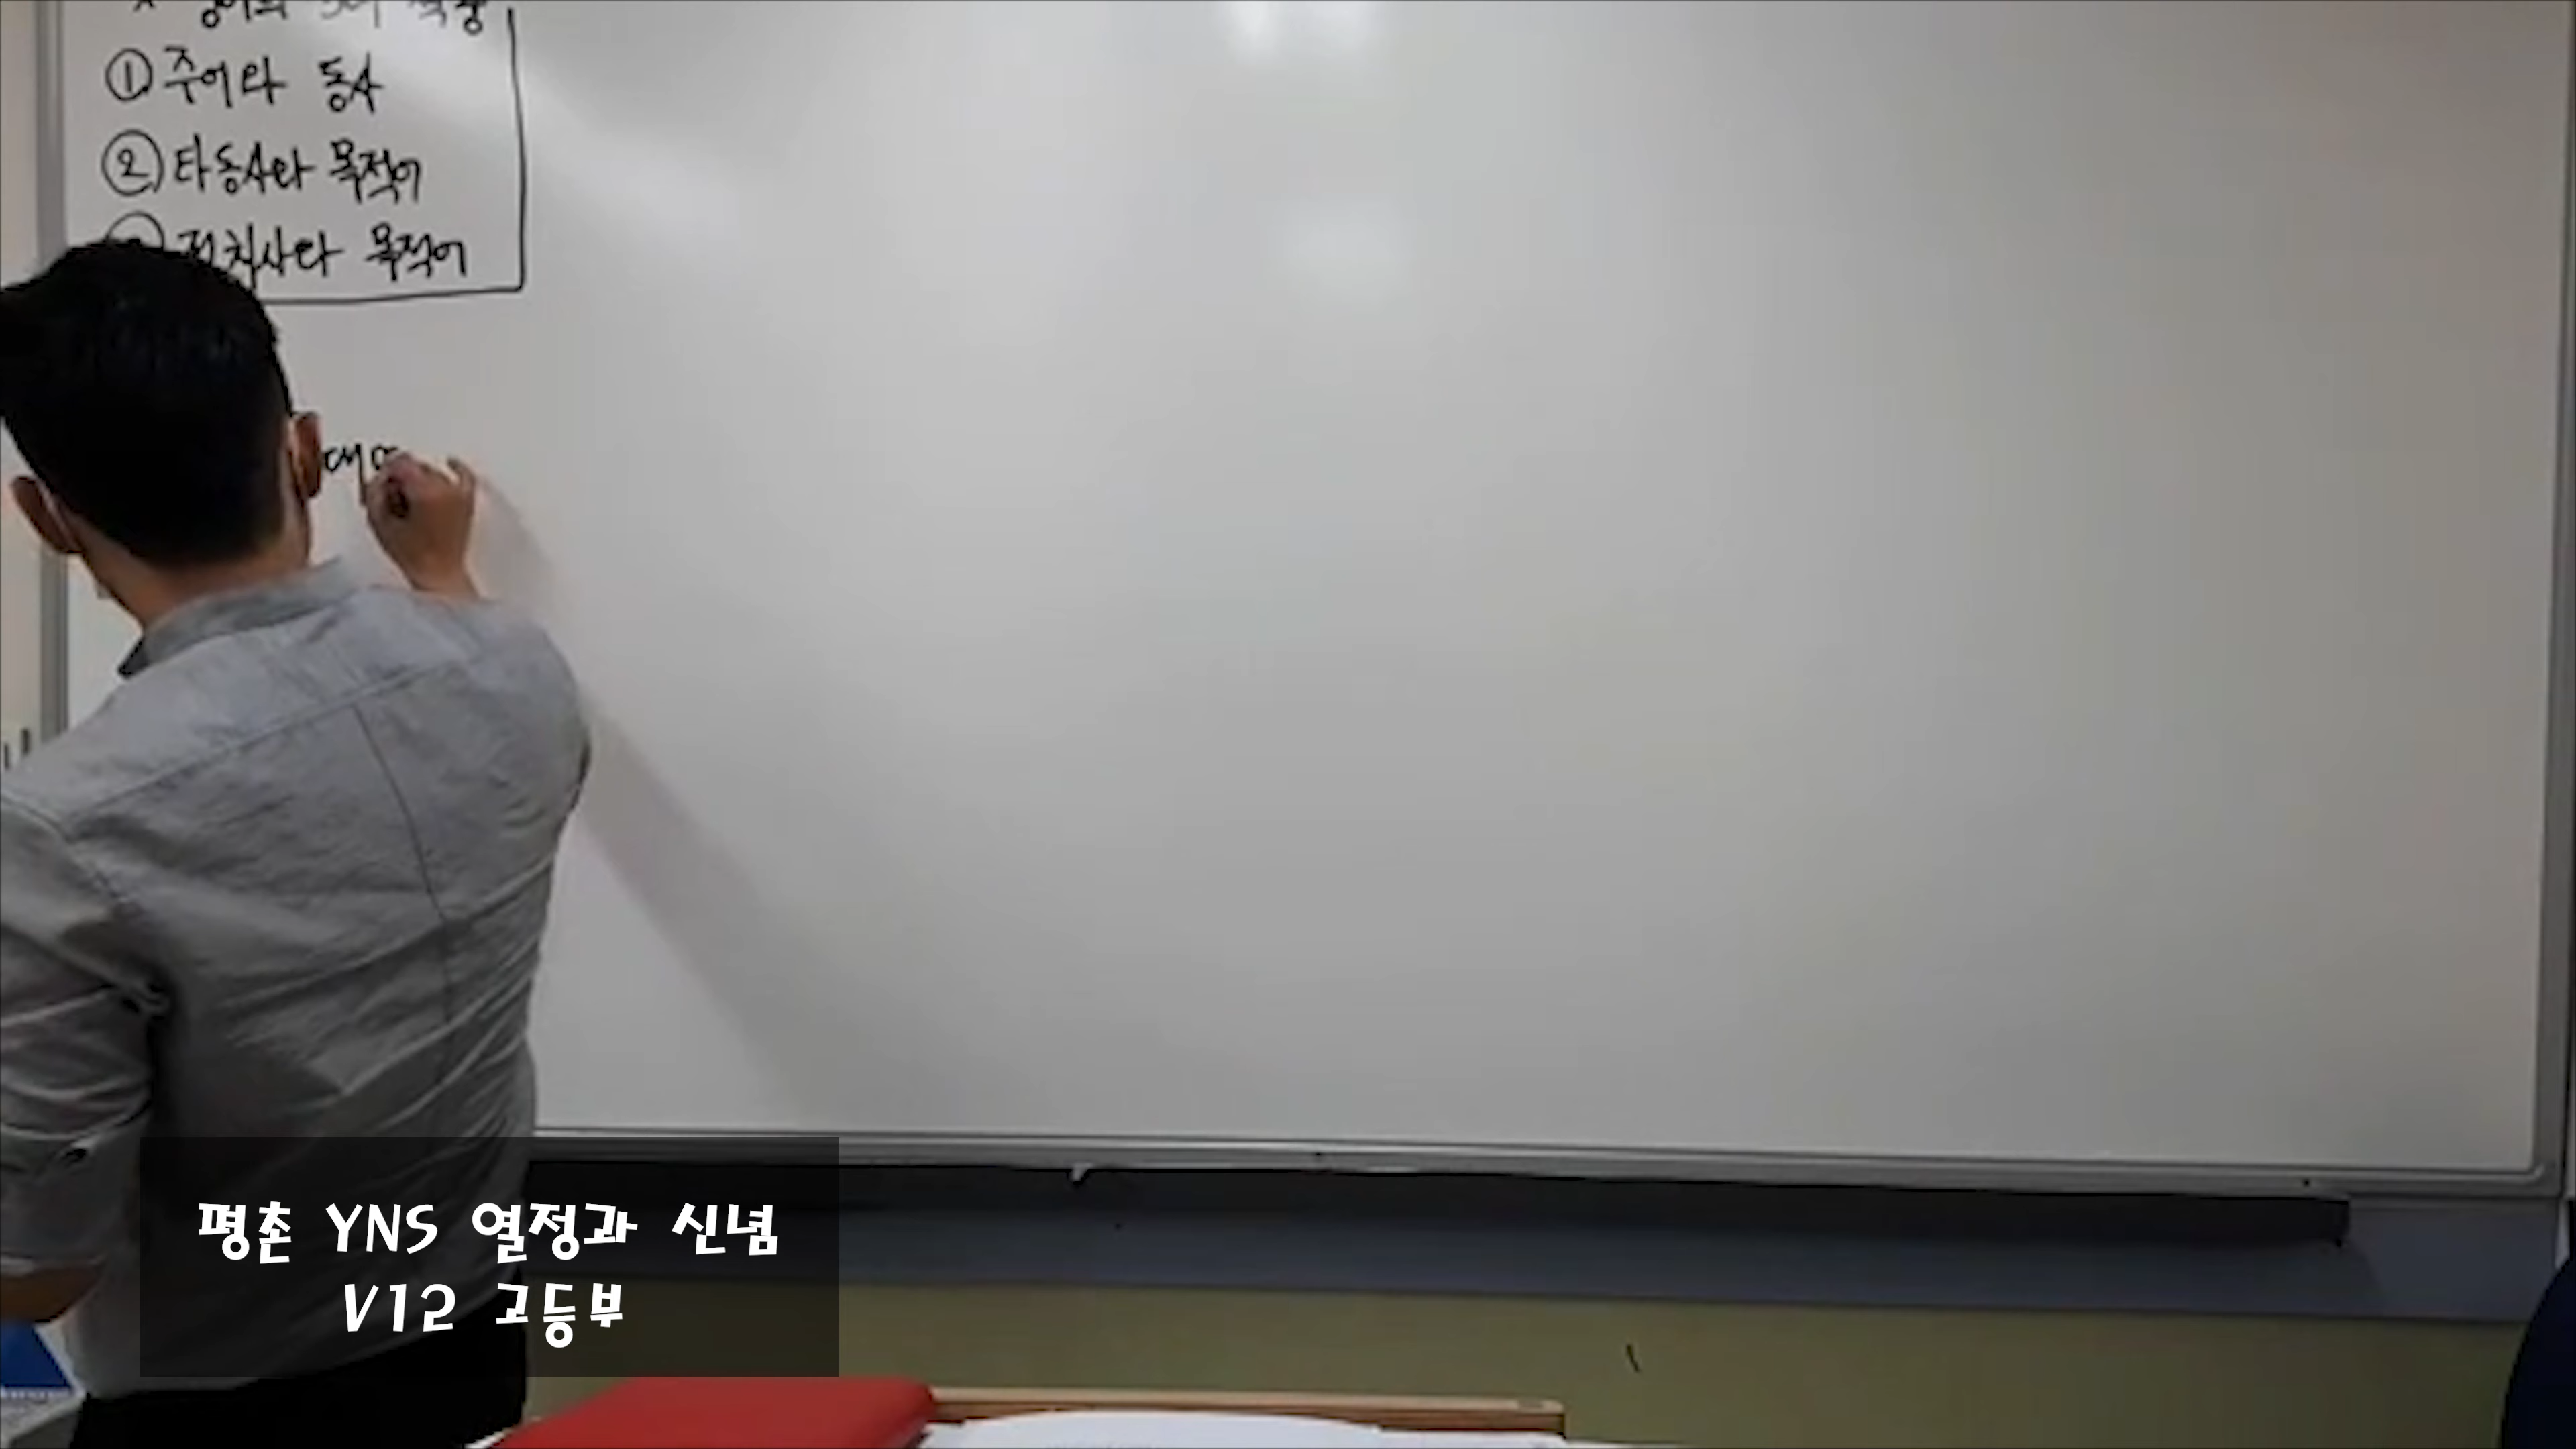 ① 주어와 동사
② 타동사와 목적어
전치사와 목적어
평촌 YNS 열정과 신념
V12 고등부